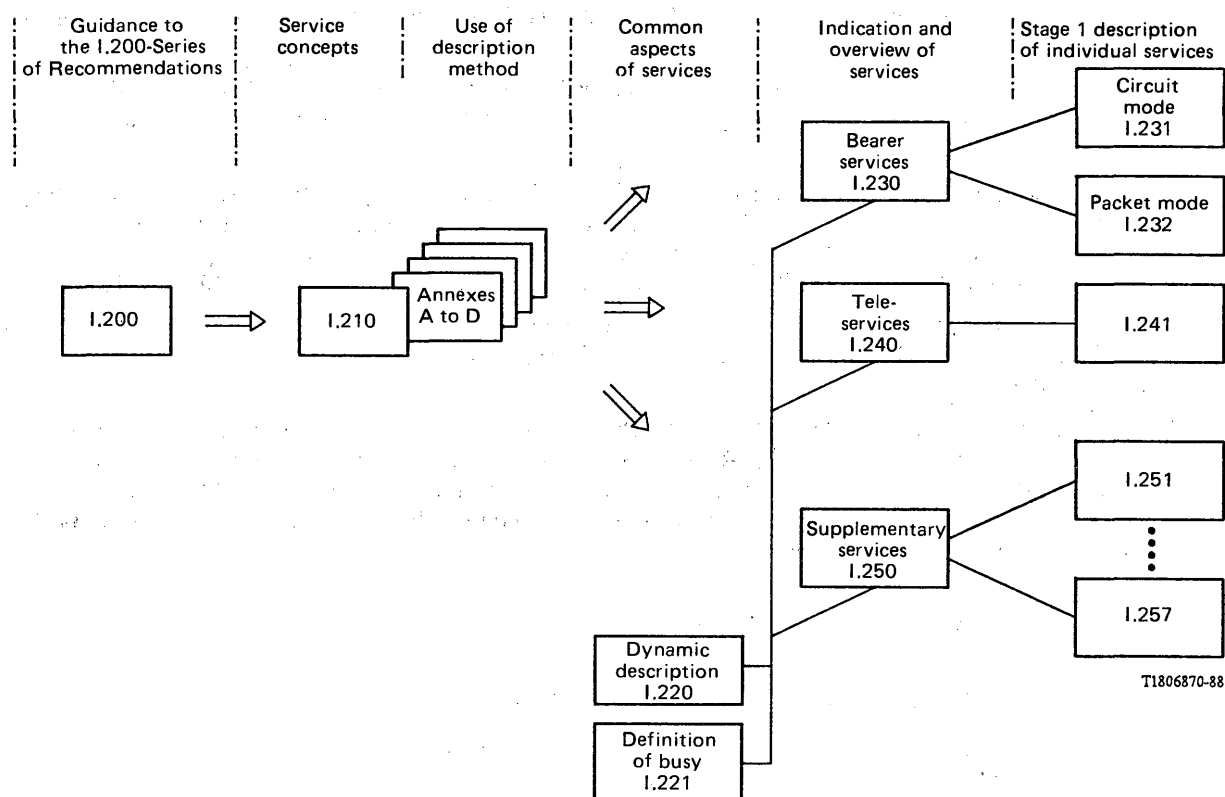 Guidance to
the I.200-Series
of Recommendations
Service
concepts
Use of
description
method
Common
aspects
of services
Indication and
overview of
services
Stage 1 description
of individual services
Circuit
mode
I.231
Bearer
services
I.230
Packet mode
I.232
I.200
I.210
Annexes
A to D
Tele-
services
I.240
I.241
I.251
Supplementary
services
I.250
I.257
Dynamic
description
I.220
T1806870-88
Definition
of busy
I.221